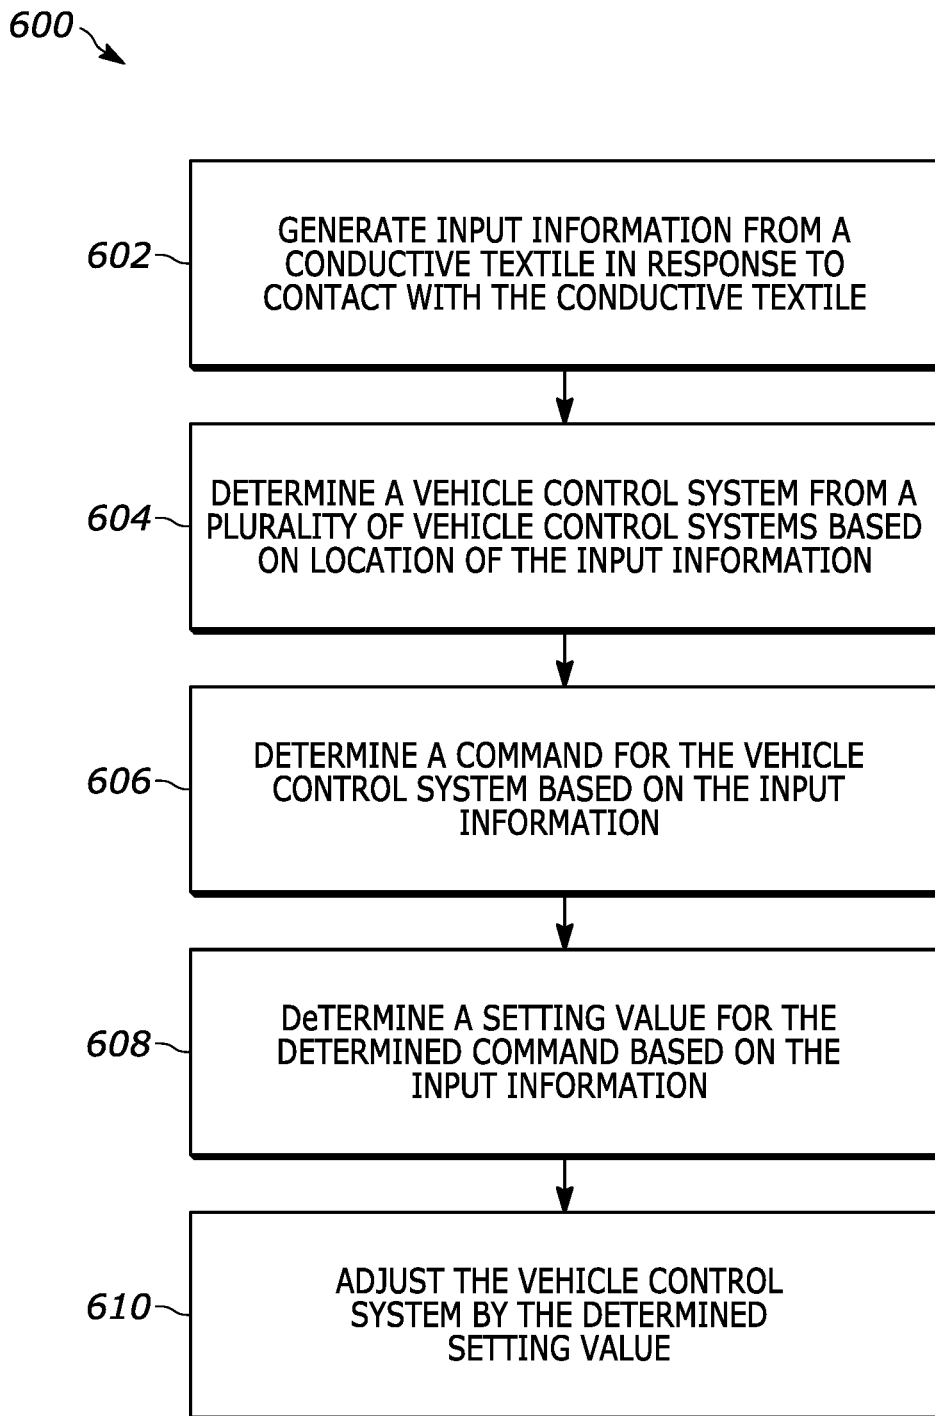 600
602
GENERATE INPUT INFORMATION FROM A
CONDUCTIVE TEXTILE IN RESPONSE TO
CONTACT WITH THE CONDUCTIVE TEXTILE
604
DETERMINE A VEHICLE CONTROL SYSTEM FROM A
PLURALITY OF VEHICLE CONTROL SYSTEMS BASED
ON LOCATION OF THE INPUT INFORMATION
606
DETERMINE A COMMAND FOR THE VEHICLE
CONTROL SYSTEM BASED ON THE INPUT
INFORMATION
608
DeTERMINE A SETTING VALUE FOR THE
DETERMINED COMMAND BASED ON THE
INPUT INFORMATION
610
ADJUST THE VEHICLE CONTROL
SYSTEM BY THE DETERMINED
SETTING VALUE